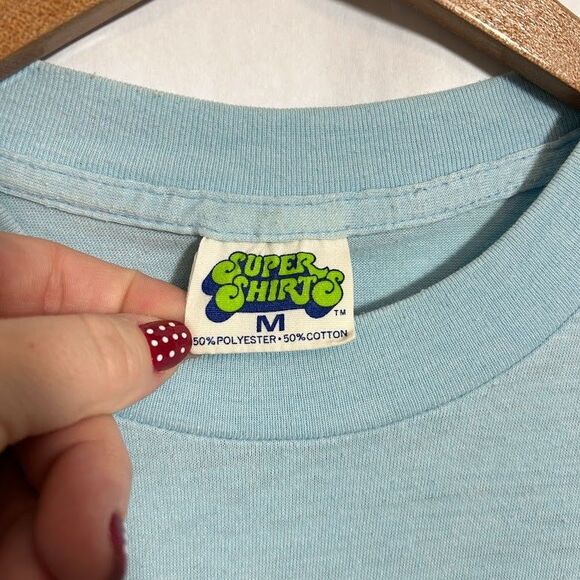 SUPER
SHIRTS
M
TM
50% POLYESTER • 50% COTTON